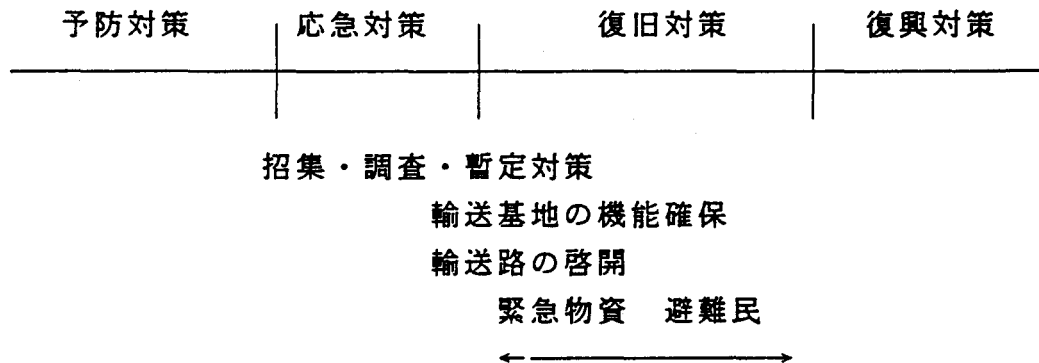 予防対策 応急対策 復旧対策 復興対策
招集・調査・暫定対策
輸送基地の機能確保
輸送路の啓開
緊急物資 避難民